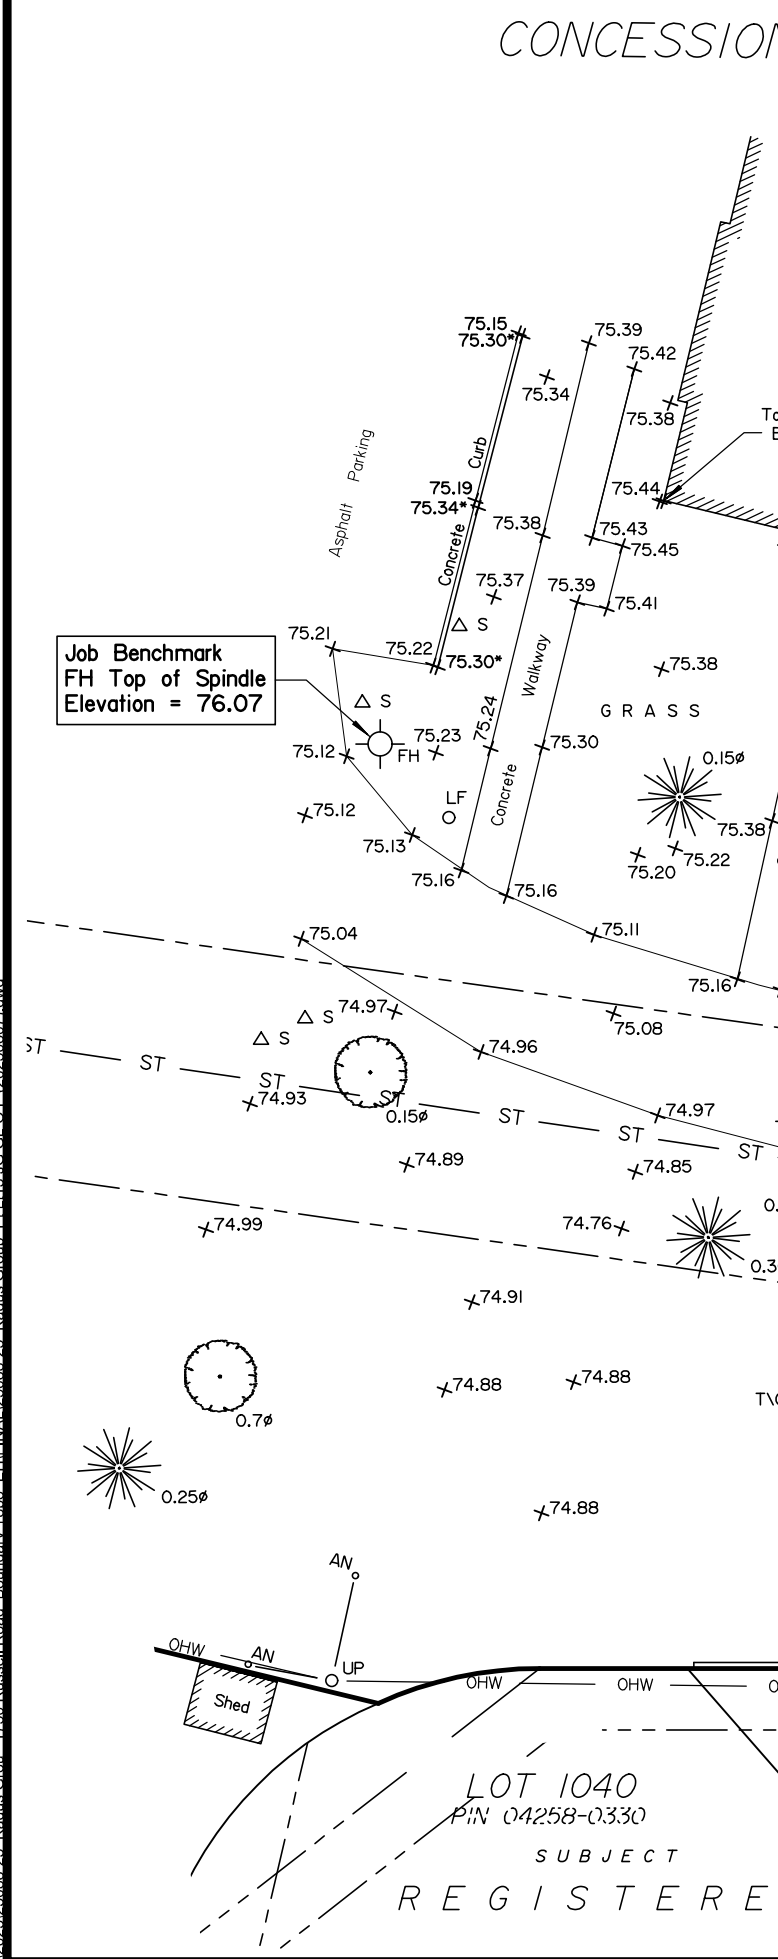 CONCESSION
75.15
75.30*
75.39
75.34
75.42
75.38
Asphalt Parking
Concrete Curb
75.19
75.34*
75.44
75.38
75.43
75.45
75.37
75.39
75.41
S
75.21
75.22
75.30*
Job Benchmark
FH Top of Spindle
Elevation = 76.07
75.38
Concrete Walkway
G R A S S
S
75.24
75.23
FH
75.12
75.30
0.15ø
LF
75.12
75.38
75.13
75.22
75.20
75.16
75.16
75.11
75.04
75.16
74.97
S
75.08
S
74.96
ST
ST
ST
ST
ST
ST
ST
74.93
0.15ø
74.97
74.89
74.85
74.99
74.76
74.91
74.88
74.88
0.7ø
0.25ø
74.88
AN
OHW
AN
UP
OHW
OHW
Shed
LOT 1040
PIN 04258-0330
SUBJECT
REGISTERE